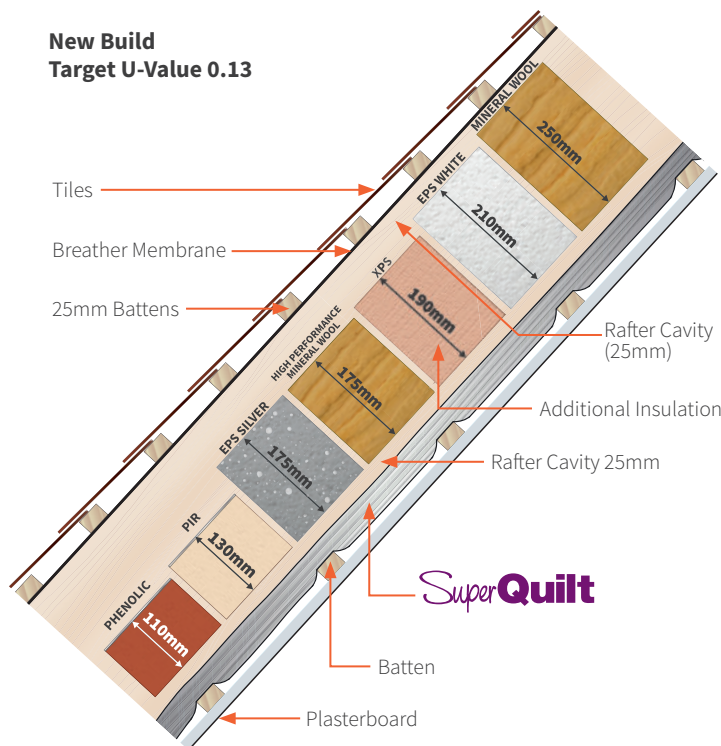 New Build
Target U-Value 0.13
MINERAL WOOL
250mm
EPS WHITE
210mm
Tiles
Breather Membrane
XPS
190mm
25mm Battens
Rafter Cavity
(25mm)
HIGH PERFORMANCE
MINERAL WOOL
175mm
Additional Insulation
EPS SILVER
175mm
Rafter Cavity 25mm
PIR
130mm
SuperQuilt
PHENOLIC
110mm
Batten
Plasterboard